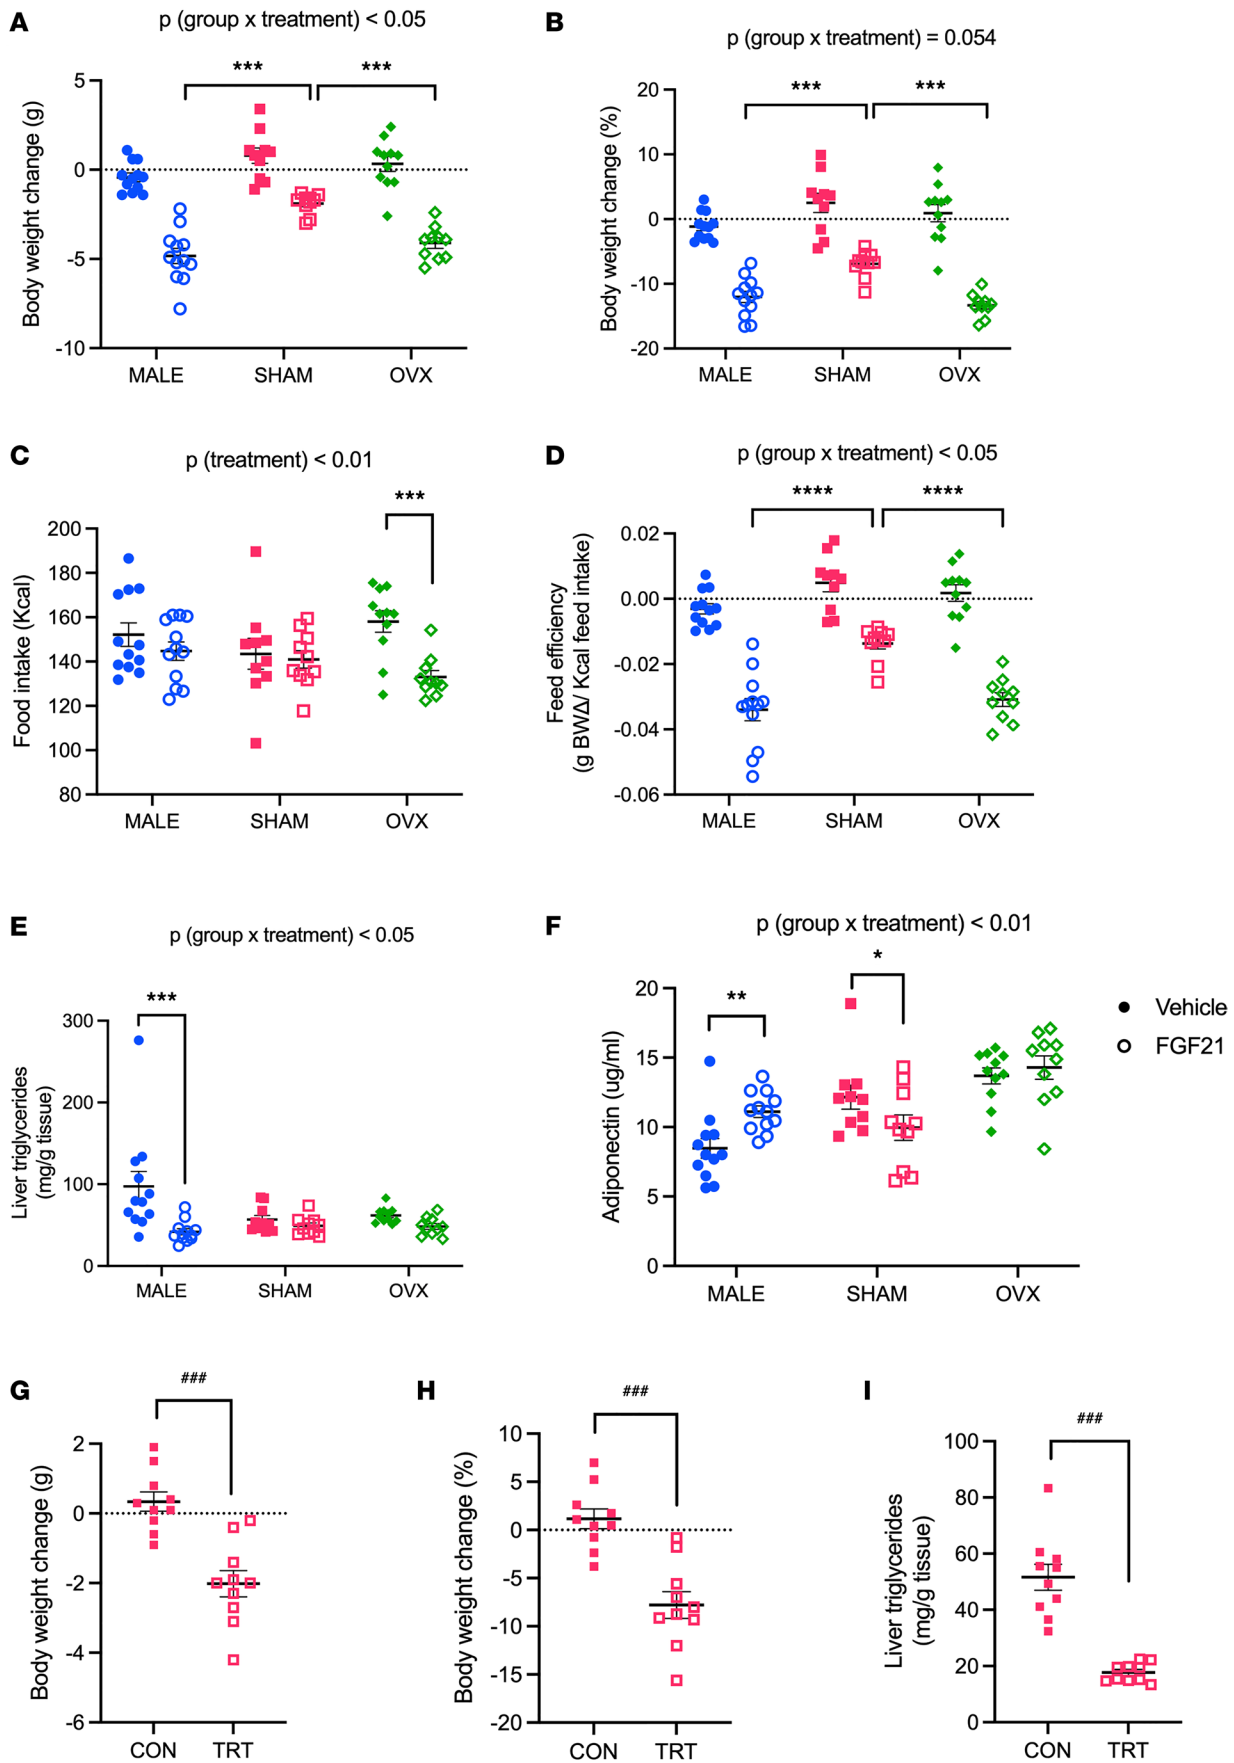 A
p (group x treatment) < 0.05
*** ***
Body weight change (g)
5
0
-5
-10
MALE SHAM OVX
B
p (group x treatment) = 0.054
*** ***
Body weight change (%)
20
10
0
-10
-20
MALE SHAM OVX
C
p (treatment) < 0.01
***
Food intake (Kcal)
200
180
160
140
120
100
80
MALE SHAM OVX
D
p (group x treatment) < 0.05
**** ****
Feed efficiency
(g BWΔ/ Kcal feed intake)
0.02
0.00
-0.02
-0.04
-0.06
MALE SHAM OVX
E
p (group x treatment) < 0.05
***
Liver triglycerides
(mg/g tissue)
300
200
100
0
MALE SHAM OVX
F
p (group x treatment) < 0.01
** *
Adiponectin (ug/ml)
20
15
10
5
0
MALE SHAM OVX
Vehicle
FGF21
G
###
Body weight change (g)
2
0
-2
-4
-6
CON TRT
H
###
Body weight change (%)
10
5
0
-5
-10
-15
-20
CON TRT
I
###
Liver triglycerides
(mg/g tissue)
100
80
60
40
20
0
CON TRT